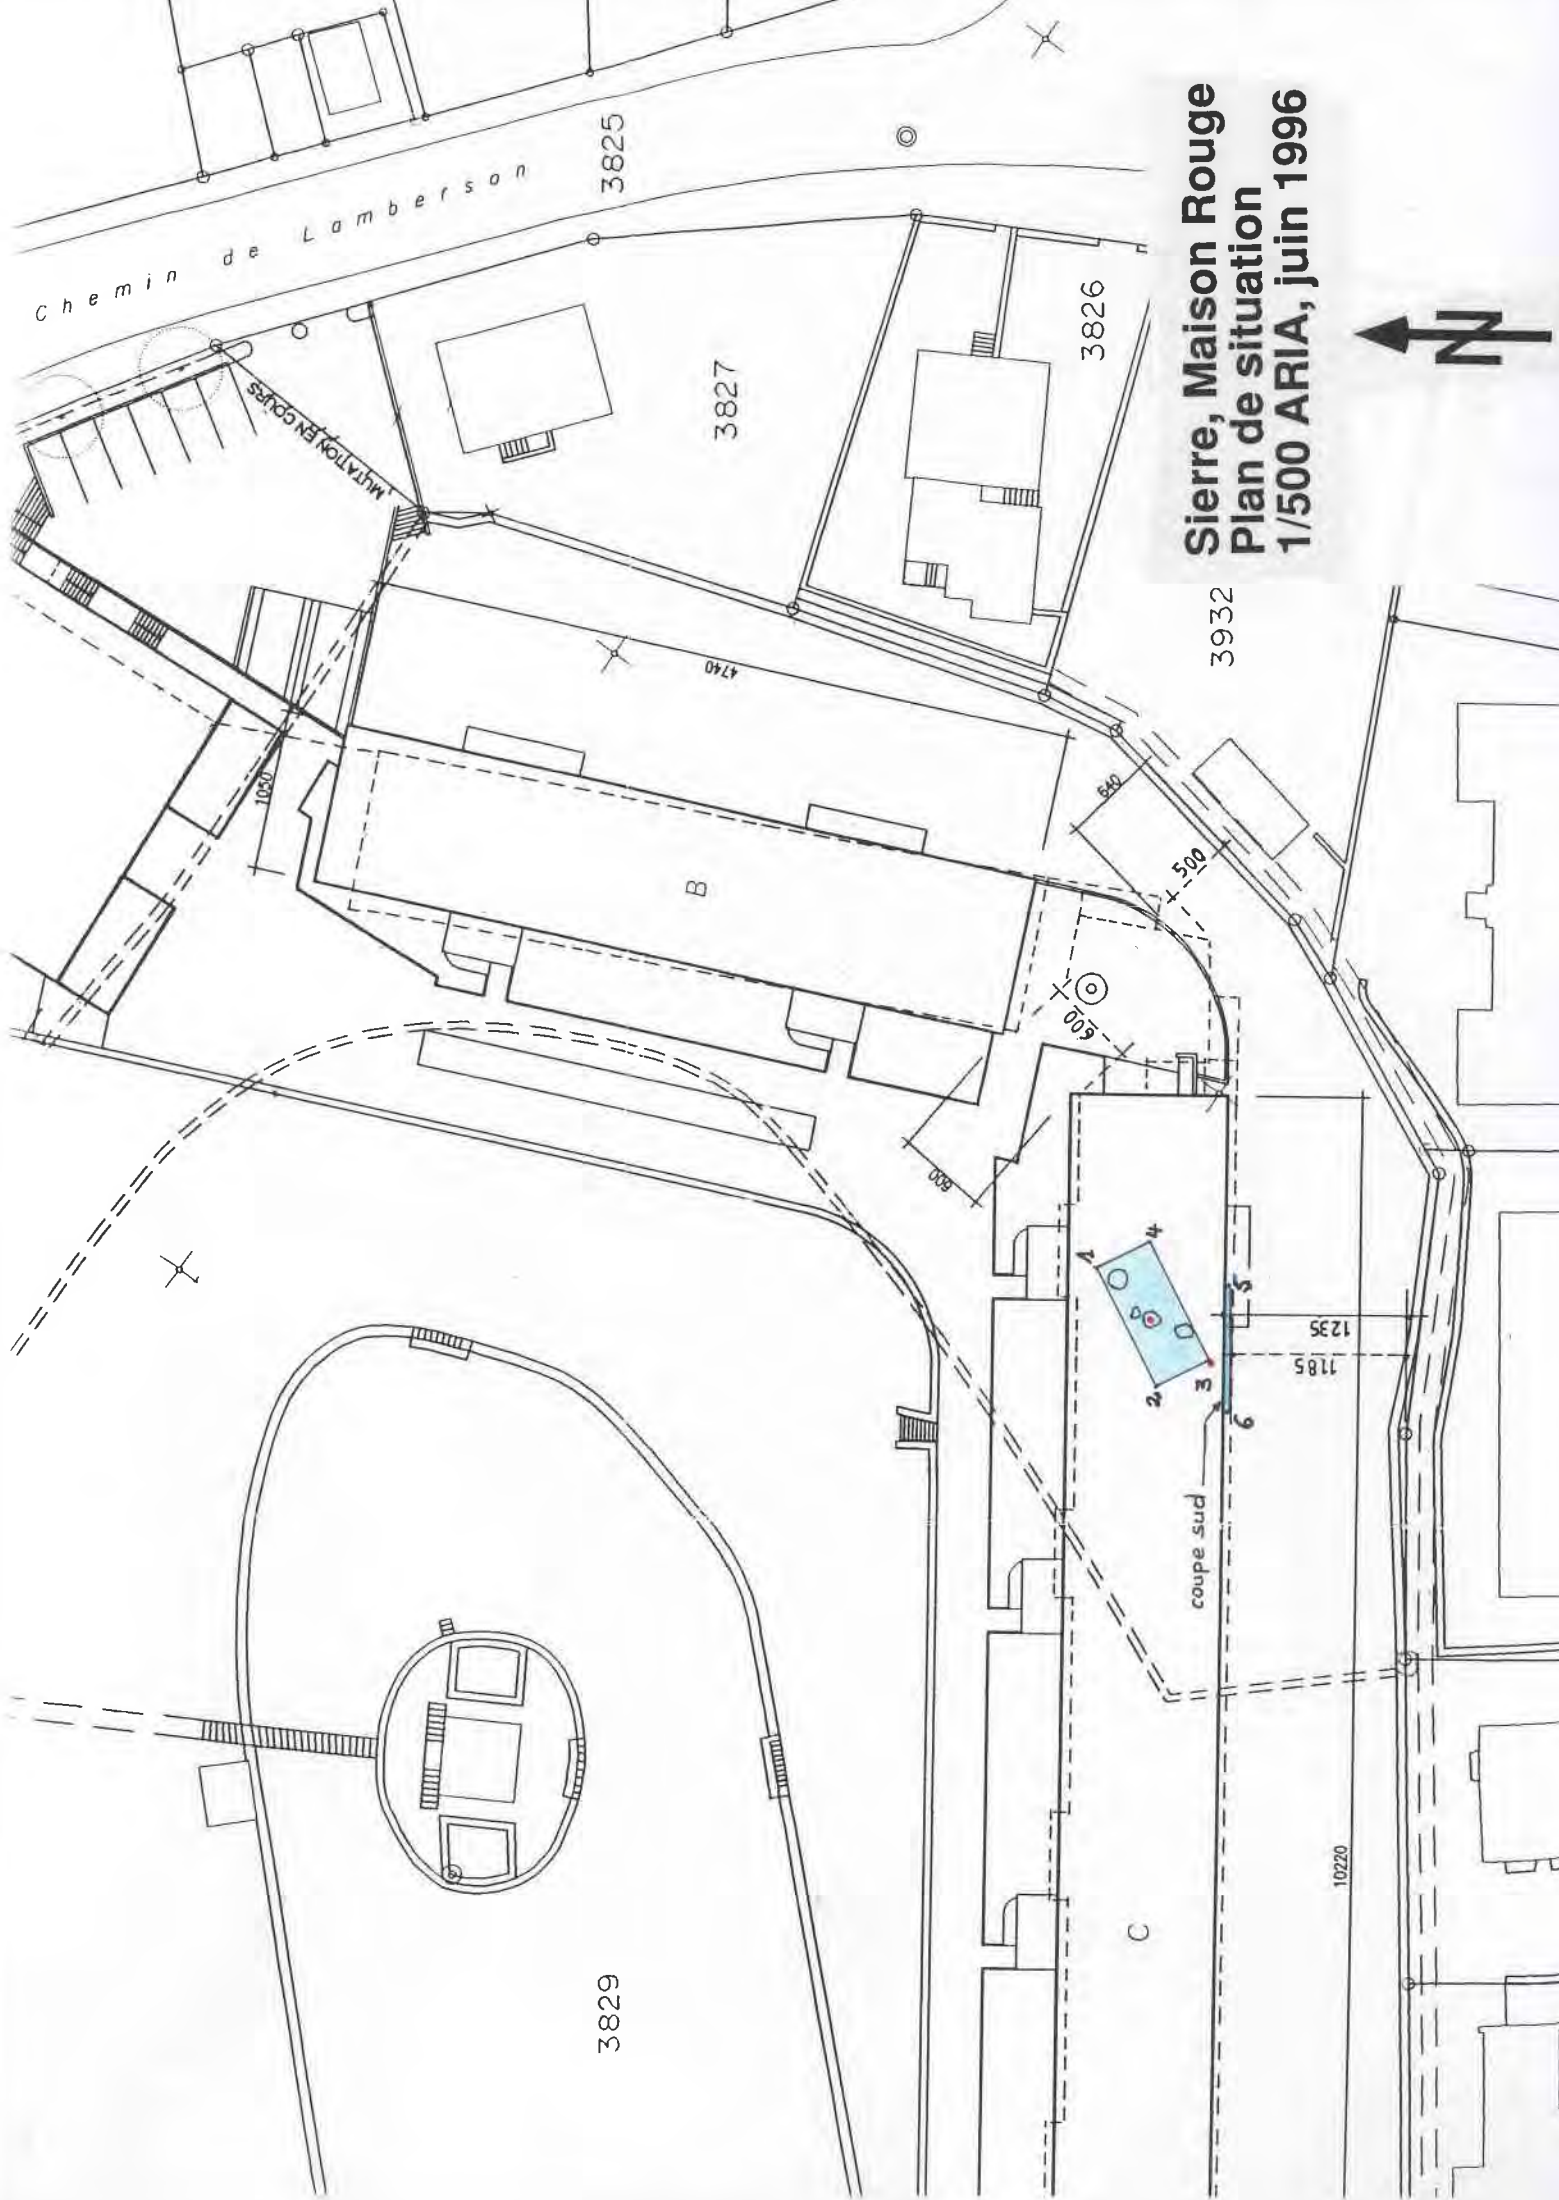 Chemin de Lamberson
3825
MUTATION EN COURS
3827
3826
3932
Sierre, Maison Rouge
Plan de situation
1/500 ARIA, juin 1996
N
4740
1050
B
640
500
600
600
1
2
3
4
5
6
1235
1185
coupe sud
10220
C
3829